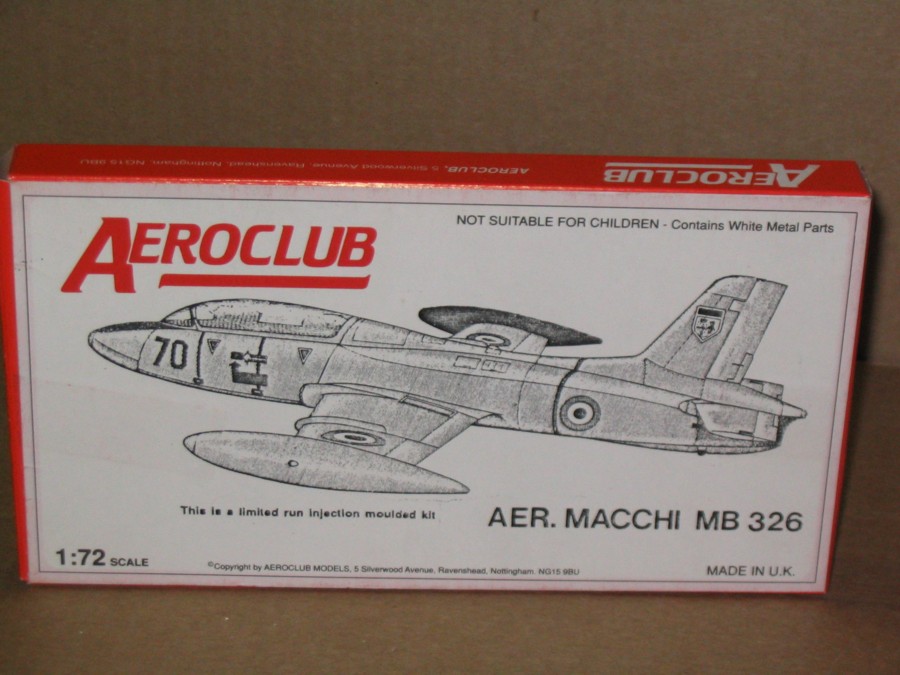 AEROCLUB, 5 Silverwood Avenue, Ravenshead, Nottingham. NG15 9BU
AEROCLUB
AEROCLUB
NOT SUITABLE FOR CHILDREN - Contains White Metal Parts
70
This is a limited run injection moulded kit
AER. MACCHI MB 326
1:72 SCALE
©Copyright by AEROCLUB MODELS, 5 Silverwood Avenue, Ravenshead, Nottingham. NG15 9BU
MADE IN U.K.